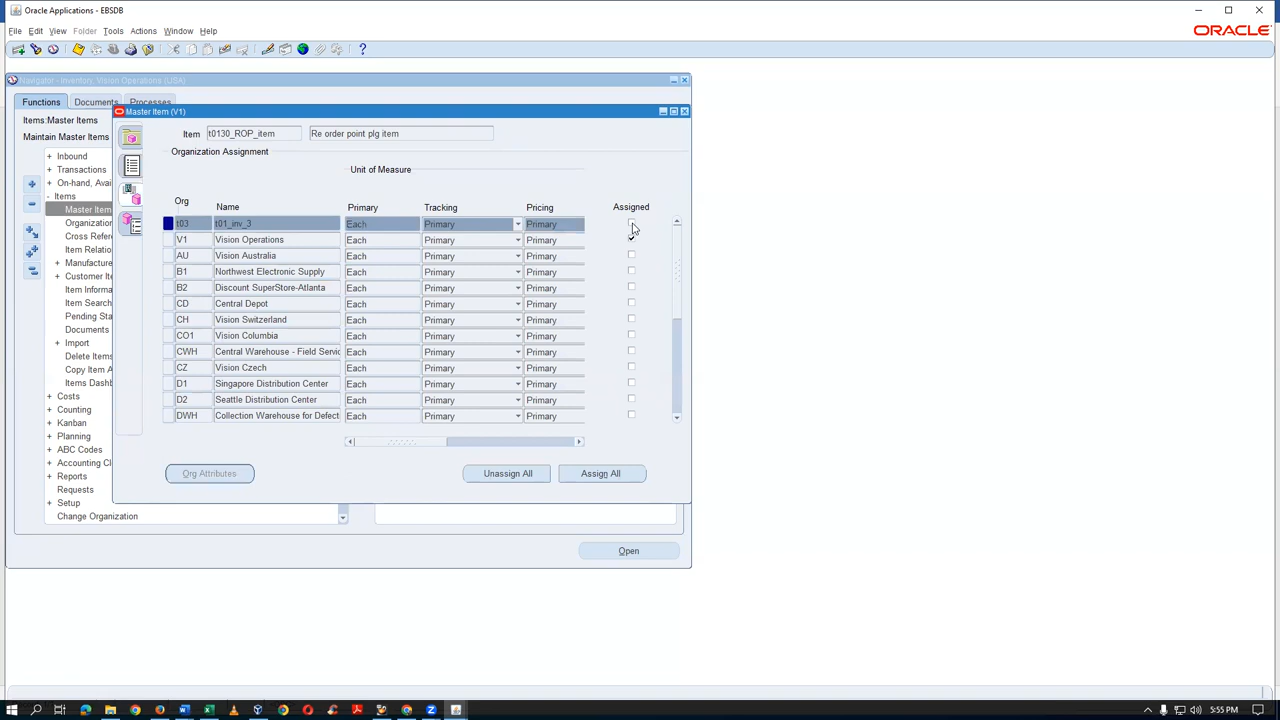 Oracle Applications - EBSDB
File Edit View Folder Tools Actions Window Help
ORACLE
Navigator - Inventory, Vision Operations (USA)
Functions Documents Processes
Items:Master Items
Maintain Master Items
+ Inbound
+ Transactions
+ On-hand, Avai
- Items
Master Item
Organization
Cross Refer
Item Relation
+ Manufacture
+ Customer Ite
Item Informa
Item Search
Pending Sta
Documents
+ Import
Delete Items
Copy Item A
Items Dashb
+ Costs
+ Counting
+ Kanban
+ Planning
+ ABC Codes
+ Accounting Cl
+ Reports
Requests
+ Setup
Change Organization
Open
Master Item (V1)
Item t0130_ROP_item Re order point plg item
Organization Assignment
Unit of Measure
Org Name Primary Tracking Pricing Assigned
t03 t01_inv_3 Each Primary Primary
V1 Vision Operations Each Primary Primary
AU Vision Australia Each Primary Primary
B1 Northwest Electronic Supply Each Primary Primary
B2 Discount SuperStore-Atlanta Each Primary Primary
CD Central Depot Each Primary Primary
CH Vision Switzerland Each Primary Primary
CO1 Vision Columbia Each Primary Primary
CWH Central Warehouse - Field Servic Each Primary Primary
CZ Vision Czech Each Primary Primary
D1 Singapore Distribution Center Each Primary Primary
D2 Seattle Distribution Center Each Primary Primary
DWH Collection Warehouse for Defect Each Primary Primary
Org Attributes Unassign All Assign All
5:55 PM